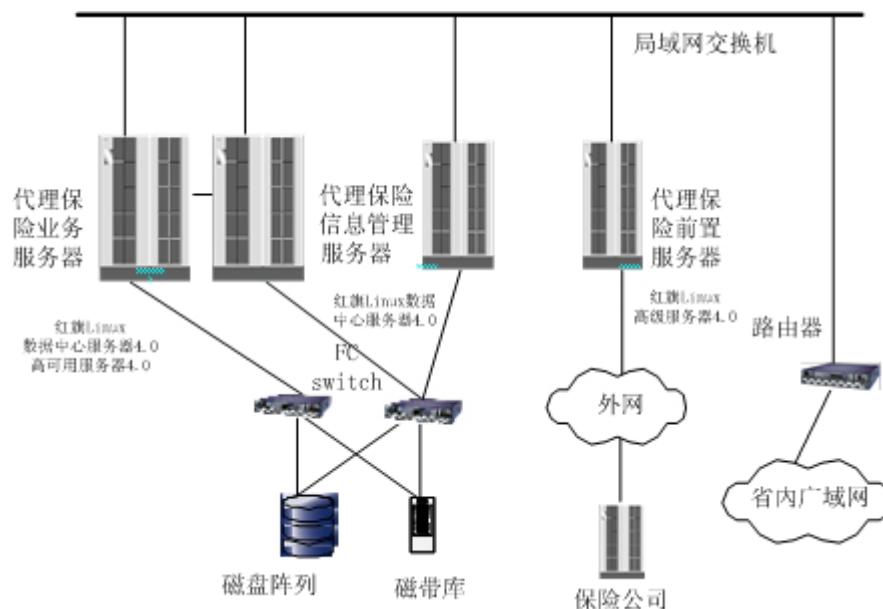 局域网交换机
代理保
险业务
服务器
代理保险
信息管理
服务器
代理保
险前置
服务器
红旗Linux
数据中心服务器4.0
高可用服务器4.0
红旗Linux数据
中心服务器4.0
红旗Linux
高级服务器4.0
路由器
FC
switch
外网
省内广域网
磁盘阵列
磁带库
保险公司